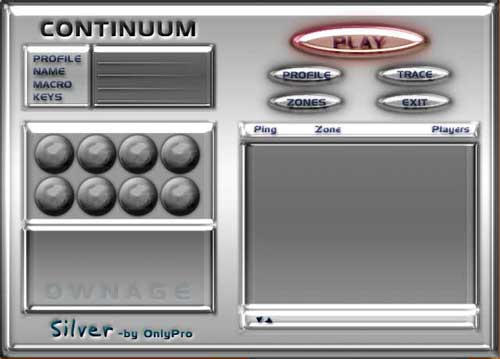 CONTINUUM
PROFILE
NAME
MACRO
KEYS
PLAY
PROFILE
TRACE
ZONES
EXIT
Ping Zone Players
OWNAGE
Silver -by OnlyPro